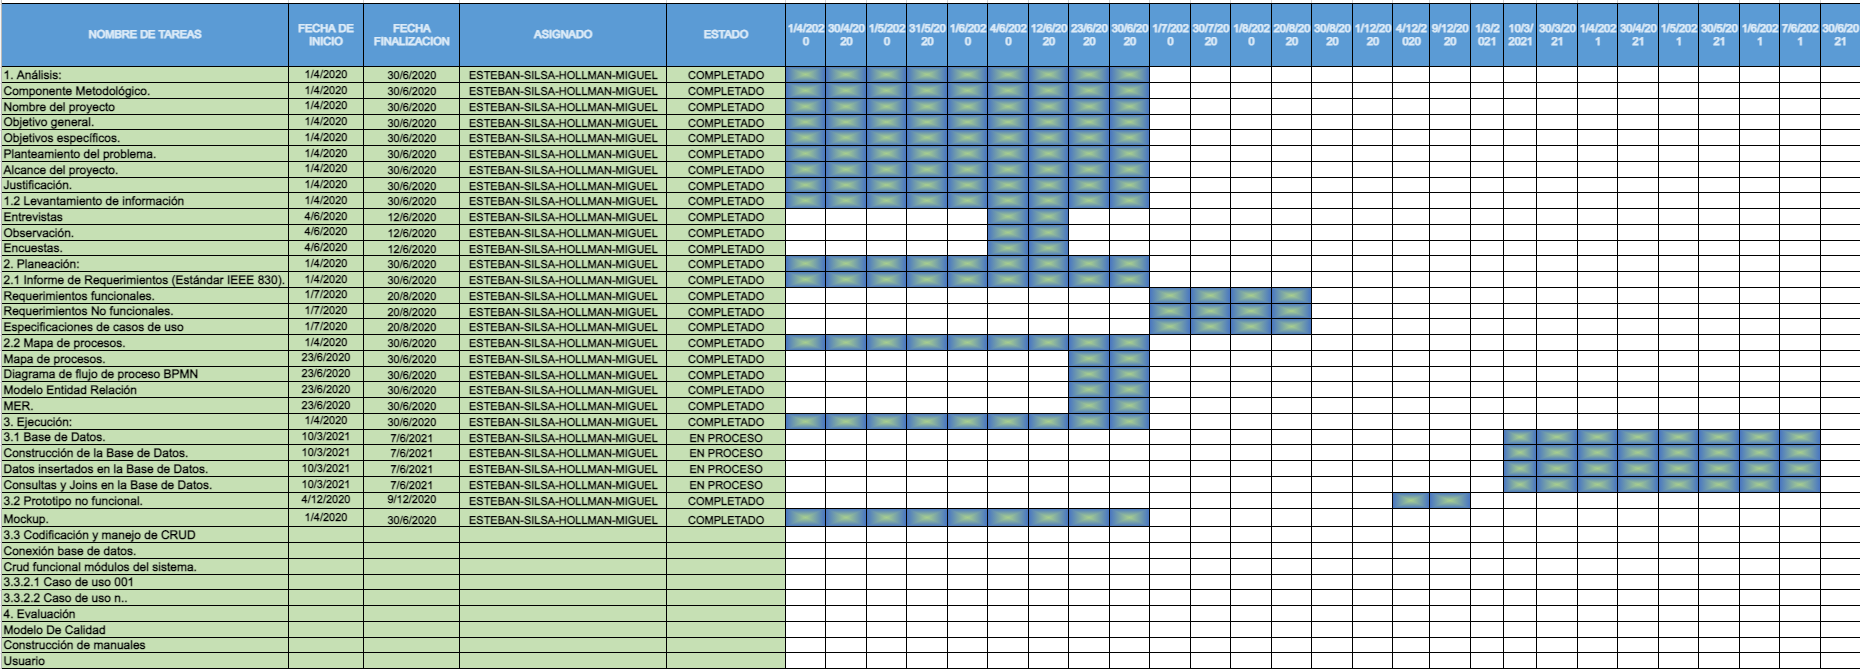 NOMBRE DE TAREAS FECHA DE INICIO FECHA FINALIZACION ASIGNADO ESTADO 1/4/2020 30/4/2020 1/5/2020 31/5/2020 1/6/2020 4/6/2020 12/6/2020 23/6/2020 30/6/2020 1/7/2020 30/7/2020 1/8/2020 20/8/2020 30/8/2020 1/12/2020 4/12/2020 9/12/2020 1/3/2021 10/3/2021 30/3/2021 1/4/2021 30/4/2021 1/5/2021 30/5/2021 1/6/2021 7/6/2021 30/6/2021
1. Análisis: 1/4/2020 30/6/2020 ESTEBAN-SILSA-HOLLMAN-MIGUEL COMPLETADO
Componente Metodológico. 1/4/2020 30/6/2020 ESTEBAN-SILSA-HOLLMAN-MIGUEL COMPLETADO
Nombre del proyecto 1/4/2020 30/6/2020 ESTEBAN-SILSA-HOLLMAN-MIGUEL COMPLETADO
Objetivo general. 1/4/2020 30/6/2020 ESTEBAN-SILSA-HOLLMAN-MIGUEL COMPLETADO
Objetivos específicos. 1/4/2020 30/6/2020 ESTEBAN-SILSA-HOLLMAN-MIGUEL COMPLETADO
Planteamiento del problema. 1/4/2020 30/6/2020 ESTEBAN-SILSA-HOLLMAN-MIGUEL COMPLETADO
Alcance del proyecto. 1/4/2020 30/6/2020 ESTEBAN-SILSA-HOLLMAN-MIGUEL COMPLETADO
Justificación. 1/4/2020 30/6/2020 ESTEBAN-SILSA-HOLLMAN-MIGUEL COMPLETADO
1.2 Levantamiento de información 1/4/2020 30/6/2020 ESTEBAN-SILSA-HOLLMAN-MIGUEL COMPLETADO
Entrevistas 4/6/2020 12/6/2020 ESTEBAN-SILSA-HOLLMAN-MIGUEL COMPLETADO
Observación. 4/6/2020 12/6/2020 ESTEBAN-SILSA-HOLLMAN-MIGUEL COMPLETADO
Encuestas. 4/6/2020 12/6/2020 ESTEBAN-SILSA-HOLLMAN-MIGUEL COMPLETADO
2. Planeación: 1/4/2020 30/6/2020 ESTEBAN-SILSA-HOLLMAN-MIGUEL COMPLETADO
2.1 Informe de Requerimientos (Estándar IEEE 830). 1/4/2020 30/6/2020 ESTEBAN-SILSA-HOLLMAN-MIGUEL COMPLETADO
Requerimientos funcionales. 1/7/2020 20/8/2020 ESTEBAN-SILSA-HOLLMAN-MIGUEL COMPLETADO
Requerimientos No funcionales. 1/7/2020 20/8/2020 ESTEBAN-SILSA-HOLLMAN-MIGUEL COMPLETADO
Especificaciones de casos de uso 1/7/2020 20/8/2020 ESTEBAN-SILSA-HOLLMAN-MIGUEL COMPLETADO
2.2 Mapa de procesos. 1/4/2020 30/6/2020 ESTEBAN-SILSA-HOLLMAN-MIGUEL COMPLETADO
Mapa de procesos. 23/6/2020 30/6/2020 ESTEBAN-SILSA-HOLLMAN-MIGUEL COMPLETADO
Diagrama de flujo de proceso BPMN 23/6/2020 30/6/2020 ESTEBAN-SILSA-HOLLMAN-MIGUEL COMPLETADO
Modelo Entidad Relación 23/6/2020 30/6/2020 ESTEBAN-SILSA-HOLLMAN-MIGUEL COMPLETADO
MER. 23/6/2020 30/6/2020 ESTEBAN-SILSA-HOLLMAN-MIGUEL COMPLETADO
3. Ejecución: 1/4/2020 30/6/2020 ESTEBAN-SILSA-HOLLMAN-MIGUEL COMPLETADO
3.1 Base de Datos. 10/3/2021 7/6/2021 ESTEBAN-SILSA-HOLLMAN-MIGUEL EN PROCESO
Construcción de la Base de Datos. 10/3/2021 7/6/2021 ESTEBAN-SILSA-HOLLMAN-MIGUEL EN PROCESO
Datos insertados en la Base de Datos. 10/3/2021 7/6/2021 ESTEBAN-SILSA-HOLLMAN-MIGUEL EN PROCESO
Consultas y Joins en la Base de Datos. 10/3/2021 7/6/2021 ESTEBAN-SILSA-HOLLMAN-MIGUEL EN PROCESO
3.2 Prototipo no funcional. 4/12/2020 9/12/2020 ESTEBAN-SILSA-HOLLMAN-MIGUEL COMPLETADO
Mockup. 1/4/2020 30/6/2020 ESTEBAN-SILSA-HOLLMAN-MIGUEL COMPLETADO
3.3 Codificación y manejo de CRUD
Conexión base de datos.
Crud funcional módulos del sistema.
3.3.2.1 Caso de uso 001
3.3.2.2 Caso de uso n..
4. Evaluación
Modelo De Calidad
Construcción de manuales
Usuario